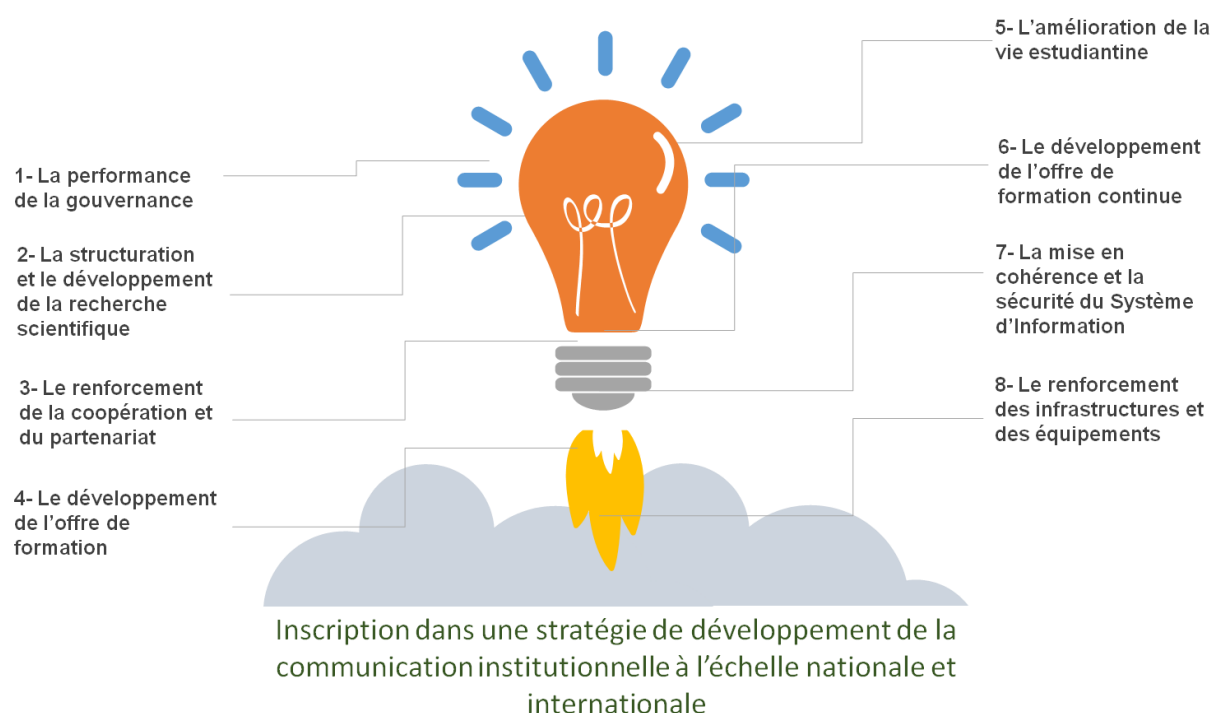 1- La performance
de la gouvernance
2- La structuration
et le développement
de la recherche
scientifique
3- Le renforcement
de la coopération et
du partenariat
4- Le développement
de l'offre de
formation
5- L'amélioration de la
vie estudiantine
6- Le développement
de l'offre de
formation continue
7- La mise en
cohérence et la
sécurité du Système
d'Information
8- Le renforcement
des infrastructures et
des équipements
Inscription dans une stratégie de développement de la
communication institutionnelle à l'échelle nationale et
internationale